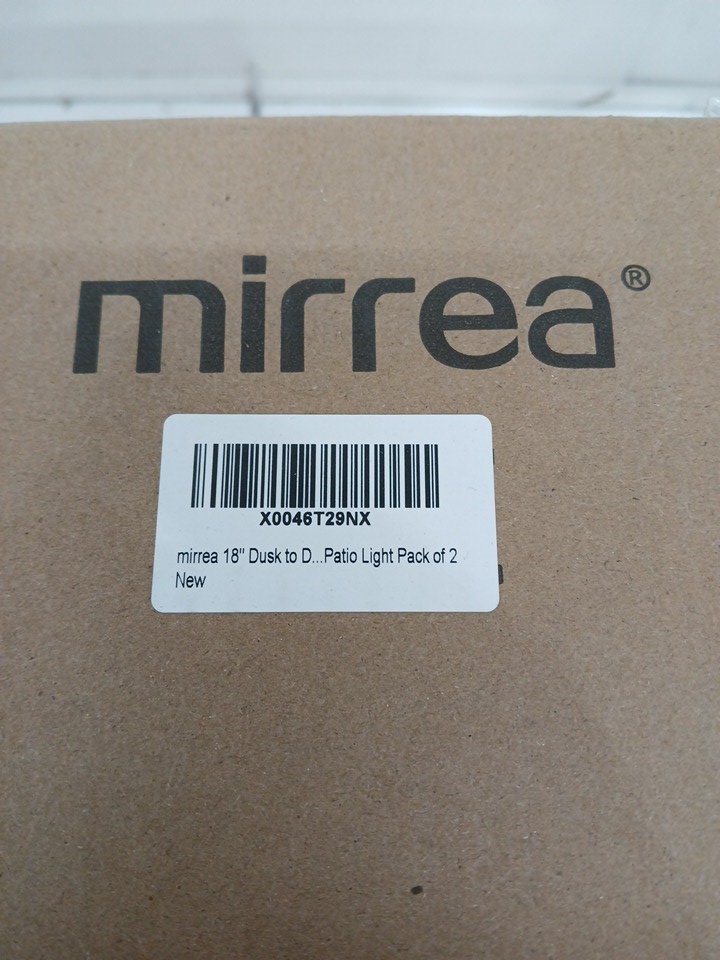 mirrea®
X0046T29NX
mirrea 18" Dusk to D...Patio Light Pack of 2
New